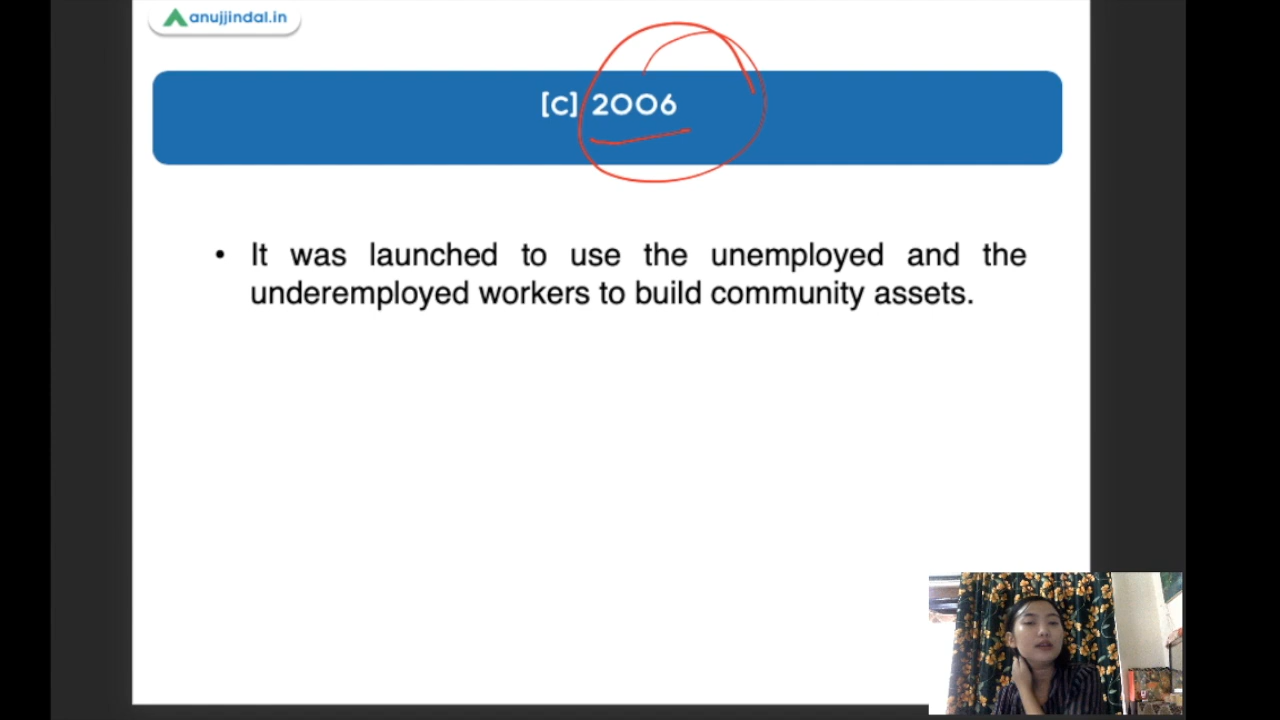 anujjindal.in
[C] 2006
• It was launched to use the unemployed and the
underemployed workers to build community assets.